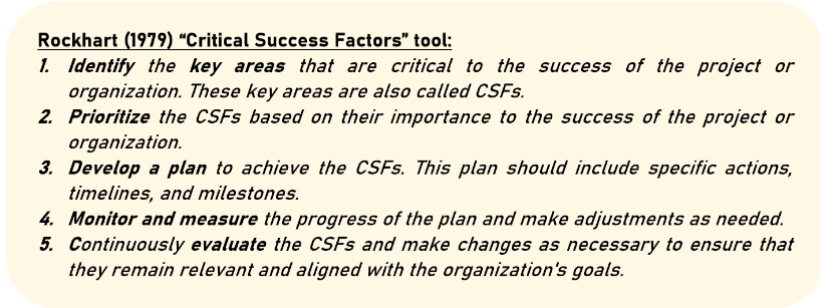 Rockhart (1979) “Critical Success Factors” tool:
1. Identify the key areas that are critical to the success of the project or
organization. These key areas are also called CSFs.
2. Prioritize the CSFs based on their importance to the success of the project or
organization.
3. Develop a plan to achieve the CSFs. This plan should include specific actions,
timelines, and milestones.
4. Monitor and measure the progress of the plan and make adjustments as needed.
5. Continuously evaluate the CSFs and make changes as necessary to ensure that
they remain relevant and aligned with the organization's goals.